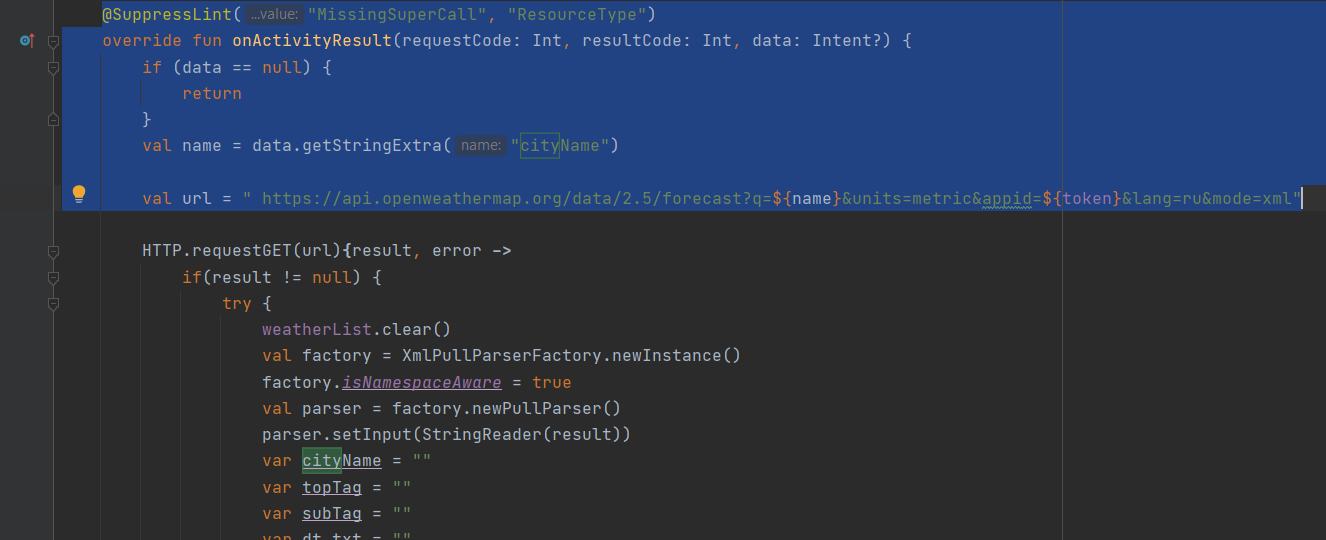 @SuppressLint( ...value: "MissingSuperCall", "ResourceType")
override fun onActivityResult(requestCode: Int, resultCode: Int, data: Intent?) {
if (data == null) {
return
}
val name = data.getStringExtra( name: "cityName")
val url = " https://api.openweathermap.org/data/2.5/forecast?q=${name}&units=metric&appid=${token}&lang=ru&mode=xml"
HTTP.requestGET(url){result, error ->
if(result != null) {
try {
weatherList.clear()
val factory = XmlPullParserFactory.newInstance()
factory.isNamespaceAware = true
val parser = factory.newPullParser()
parser.setInput(StringReader(result))
var cityName = ""
var topTag = ""
var subTag = ""
var dt_txt = ""